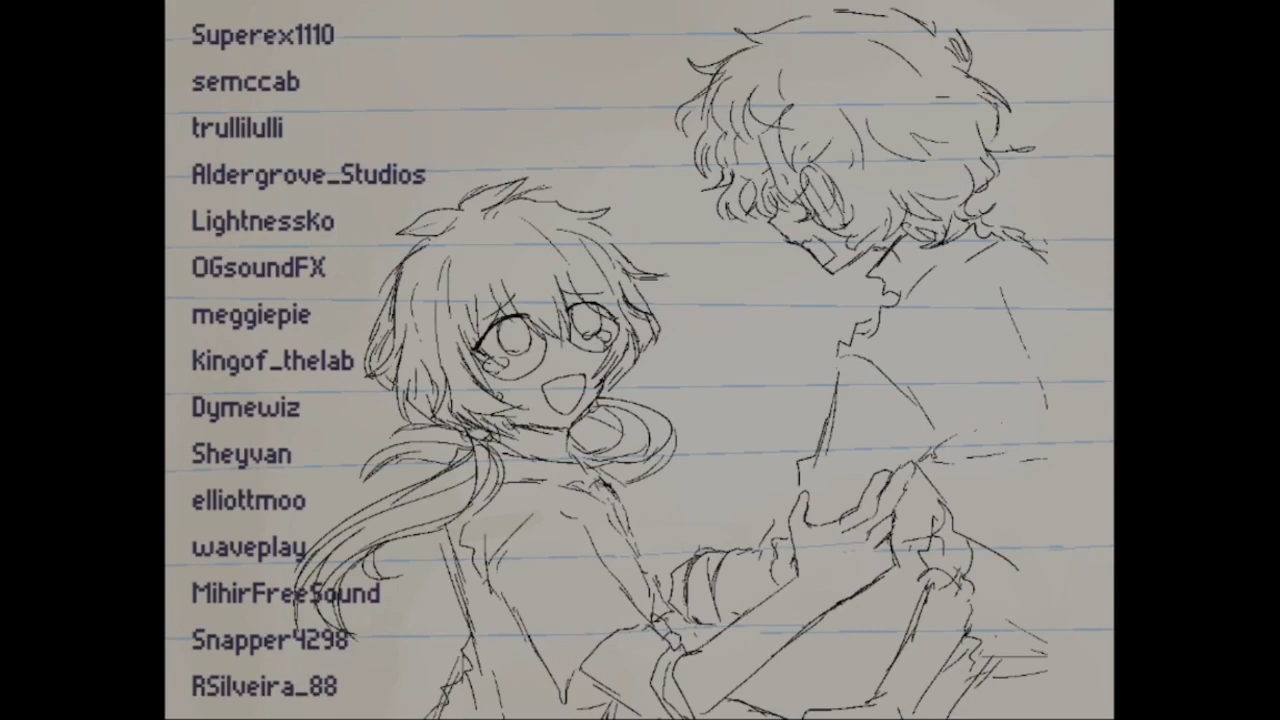 Superex1110
semccab
trullilulli
Aldergrove_Studios
LightnessKo
OGsoundFX
meggiepie
kingof_thelab
Dymewiz
Sheyvan
elliottmoo
waveplay
MihirFreeSound
Snapper4298
RSilveira_88